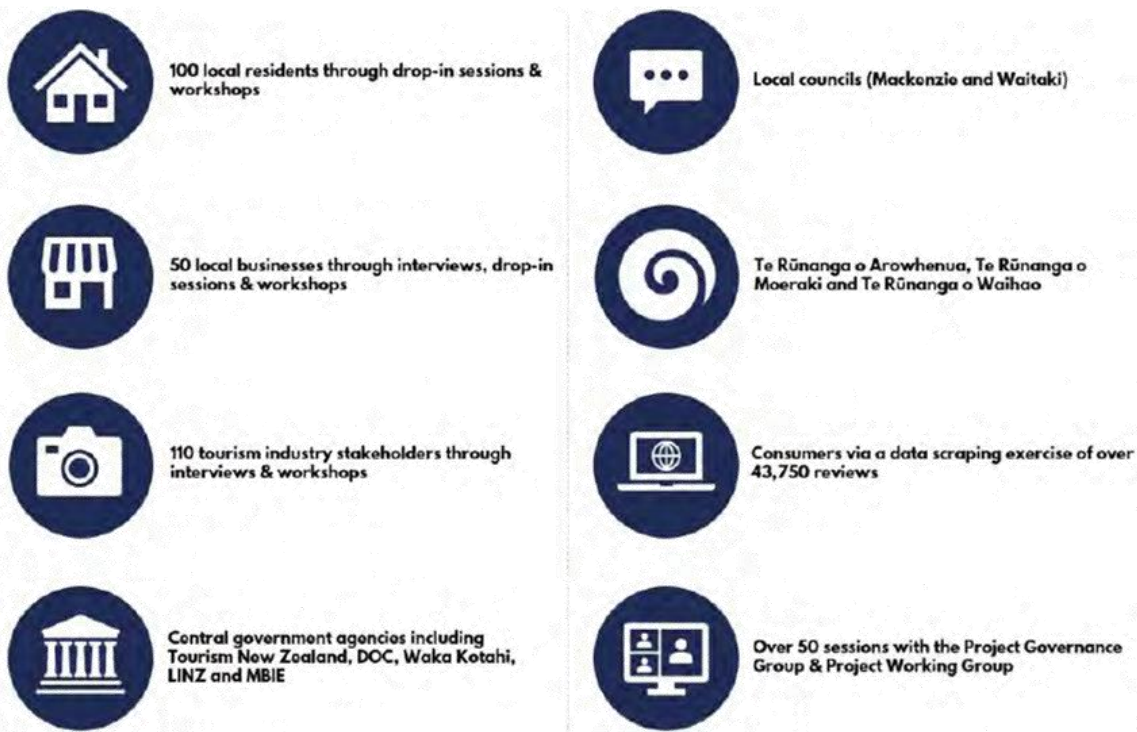 100 local residents through drop-in sessions &
workshops
50 local businesses through interviews, drop-in
sessions & workshops
110 tourism industry stakeholders through
interviews & workshops
Central government agencies including
Tourism New Zealand, DOC, Waka Kotahi,
LINZ and MBIE
Local councils (Mackenzie and Waitaki)
Te Rūnanga o Arowhenua, Te Rūnanga o
Moeraki and Te Rūnanga o Waihao
Consumers via a data scraping exercise of over
43,750 reviews
Over 50 sessions with the Project Governance
Group & Project Working Group